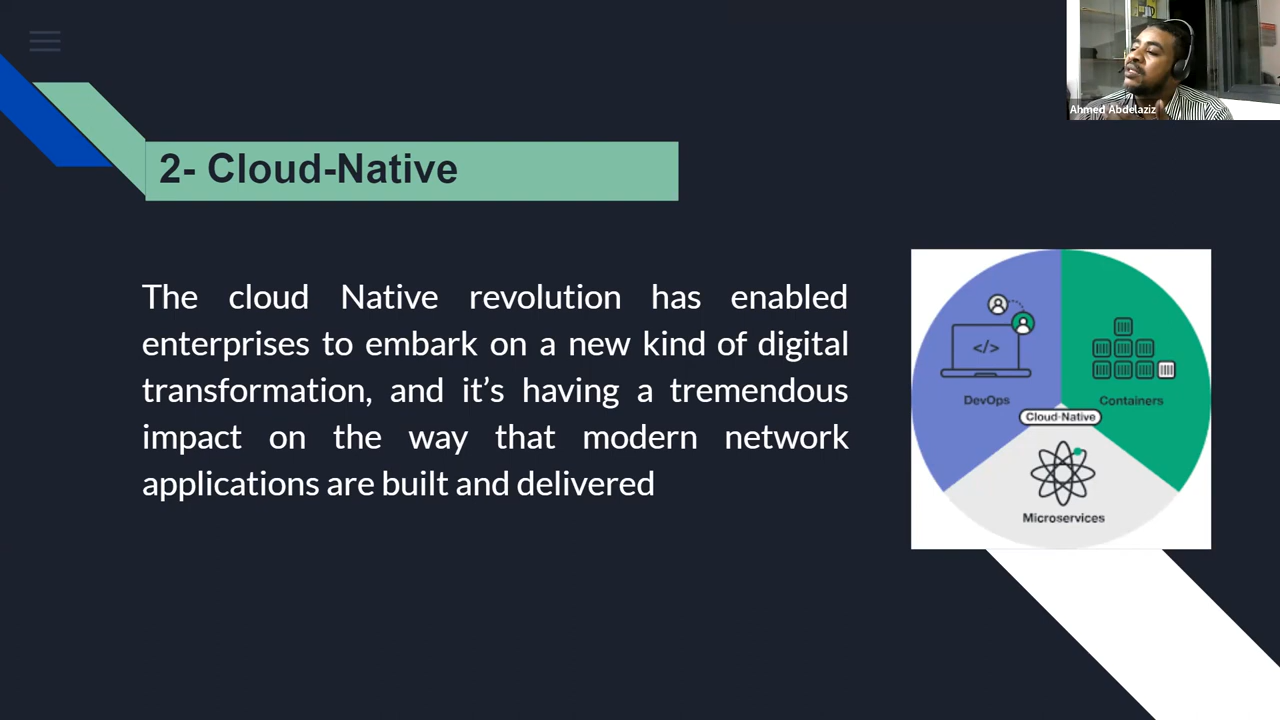 Ahmed Abdelaziz
2- Cloud-Native
The cloud Native revolution has enabled
enterprises to embark on a new kind of digital
transformation, and it’s having a tremendous
impact on the way that modern network
applications are built and delivered
</>
DevOps
Containers
Cloud-Native
Microservices